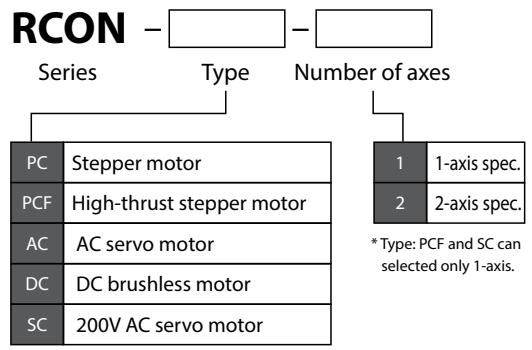 RCON – –
Series Type Number of axes
PC Stepper motor
PCF High-thrust stepper motor
AC AC servo motor
DC DC brushless motor
SC 200V AC servo motor
1 1-axis spec.
2 2-axis spec.
* Type: PCF and SC can
selected only 1-axis.